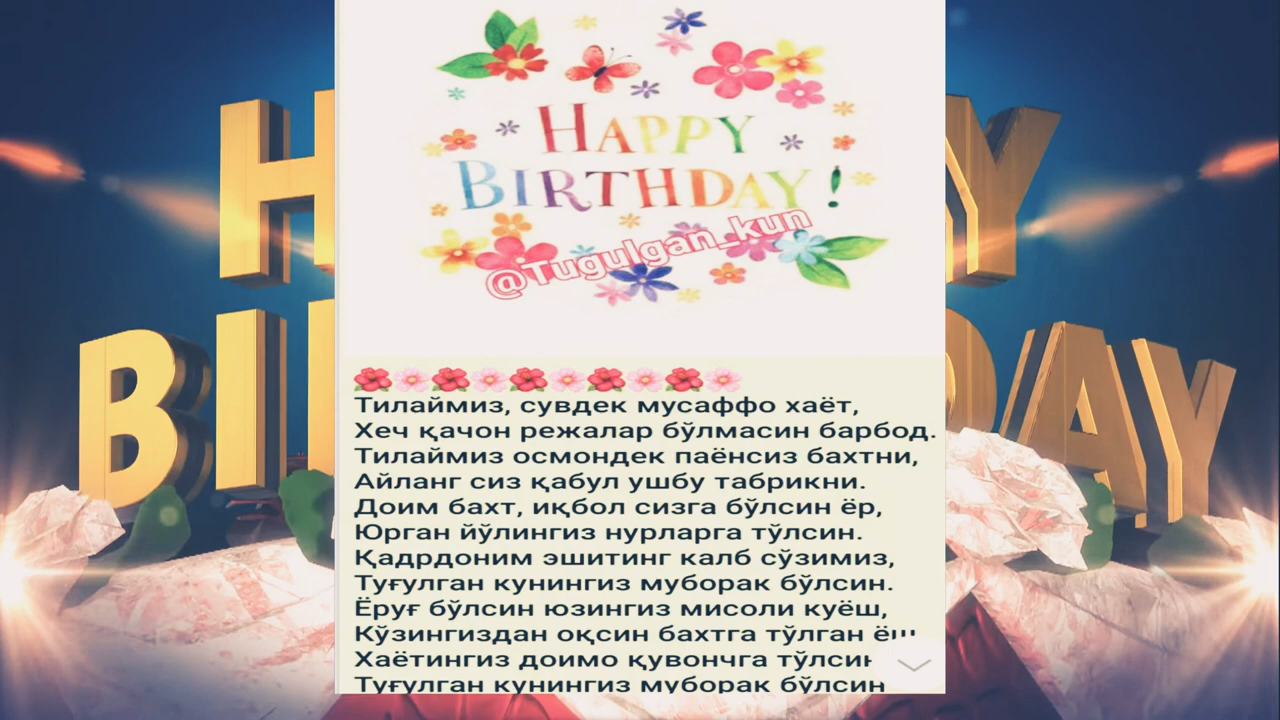 HAPPY
BIRTHDAY!
@Tugulgan_kun
Тилаймиз, сувдек мусаффо хаёт,
Хеч қачон режалар бўлмасин барбод.
Тилаймиз осмондек паёнсиз бахтни,
Айланг сиз қабул ушбу табрикни.
Доим бахт, иқбол сизга бўлсин ёр,
Юрган йўлингиз нурларга тўлсин.
Қадрдоним эшитинг калб сўзимиз,
Туғулган кунингиз муборак бўлсин.
Ёруғ бўлсин юзингиз мисоли куёш,
Кўзингиздан оқсин бахтга тўлган ёш
Хаётингиз доимо қувончга тўлсин
Туғулган кунингиз муборак бўлсин
H Y
BI DAY